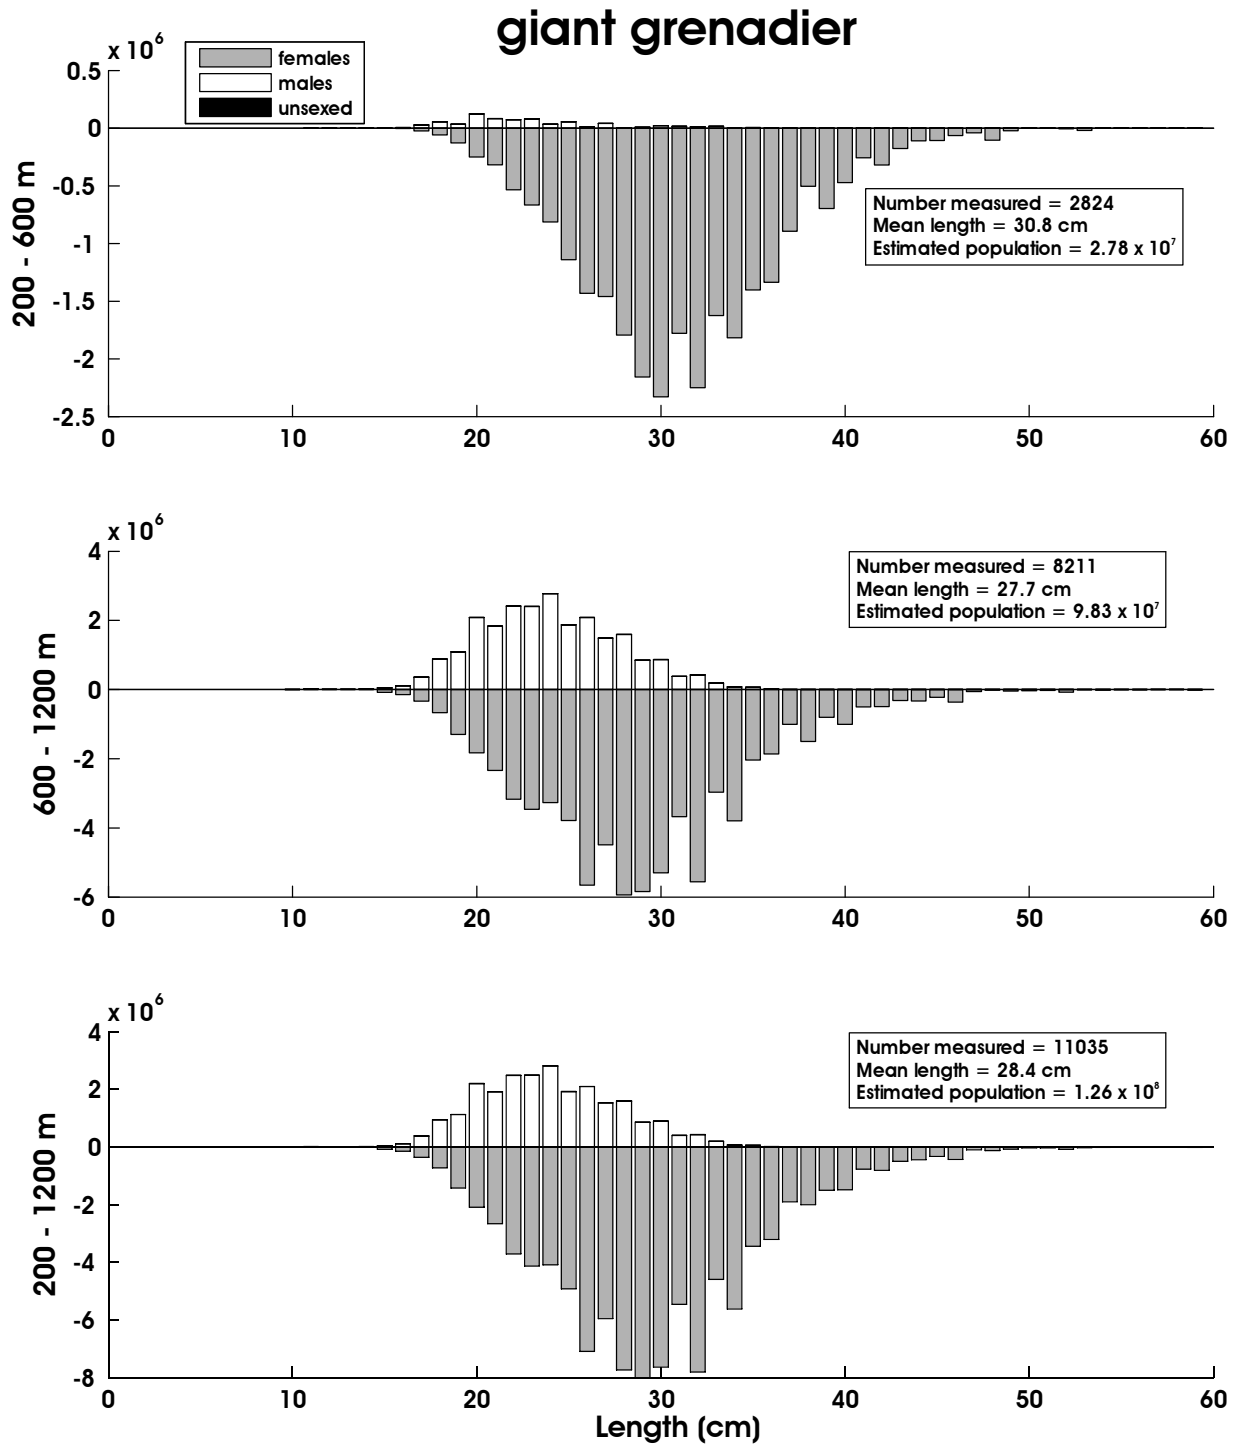 giant grenadier
x 10^6
females
males
unsexed
0.5
0
-0.5
-1
-1.5
-2
-2.5
200 - 600 m
Number measured = 2824
Mean length = 30.8 cm
Estimated population = 2.78 x 10^7
0 10 20 30 40 50 60
x 10^6
4
2
0
-2
-4
-6
600 - 1200 m
Number measured = 8211
Mean length = 27.7 cm
Estimated population = 9.83 x 10^7
0 10 20 30 40 50 60
x 10^6
4
2
0
-2
-4
-6
-8
200 - 1200 m
Number measured = 11035
Mean length = 28.4 cm
Estimated population = 1.26 x 10^8
0 10 20 30 40 50 60
Length (cm)